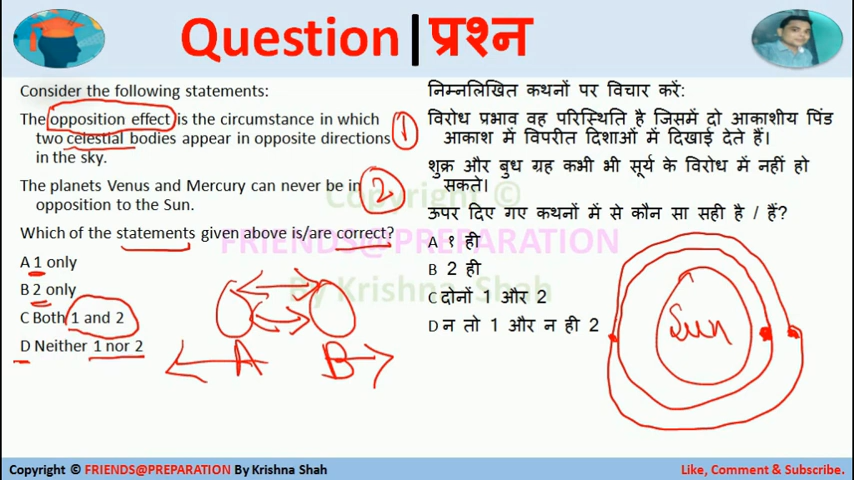 Question|प्रश्न
Consider the following statements:
The opposition effect is the circumstance in which
two celestial bodies appear in opposite directions
in the sky.
1
The planets Venus and Mercury can never be in
opposition to the Sun.
2
Which of the statements given above is/are correct?
A 1 only
B 2 only
C Both 1 and 2
D Neither 1 nor 2
A B
निम्नलिखित कथनों पर विचार करें:
विरोध प्रभाव वह परिस्थिति है जिसमें दो आकाशीय पिंड
आकाश में विपरीत दिशाओं में दिखाई देते हैं।
शुक्र और बुध ग्रह कभी भी सूर्य के विरोध में नहीं हो
सकते।
ऊपर दिए गए कथनों में से कौन सा सही है / हैं?
A १ ही
B 2 ही
C दोनों 1 और 2
D न तो 1 और न ही 2
Sun
Copyright ©
FRIENDS@PREPARATION
By Krishna Shah
Copyright © FRIENDS@PREPARATION By Krishna Shah
Like, Comment & Subscribe.